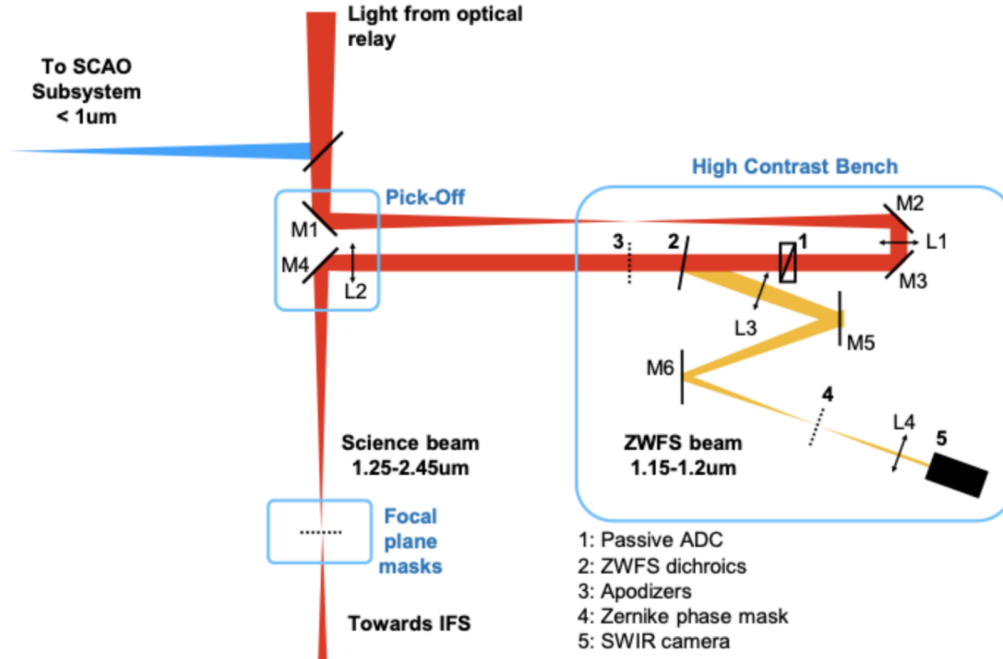 Light from optical
relay
To SCAO
Subsystem
< 1um
High Contrast Bench
Pick-Off
M1
M2
3
2
1
L1
M4
L2
M3
L3
M5
M6
4
L4
5
Science beam
1.25-2.45um
ZWFS beam
1.15-1.2um
Focal
plane
masks
1: Passive ADC
2: ZWFS dichroics
3: Apodizers
4: Zernike phase mask
5: SWIR camera
Towards IFS